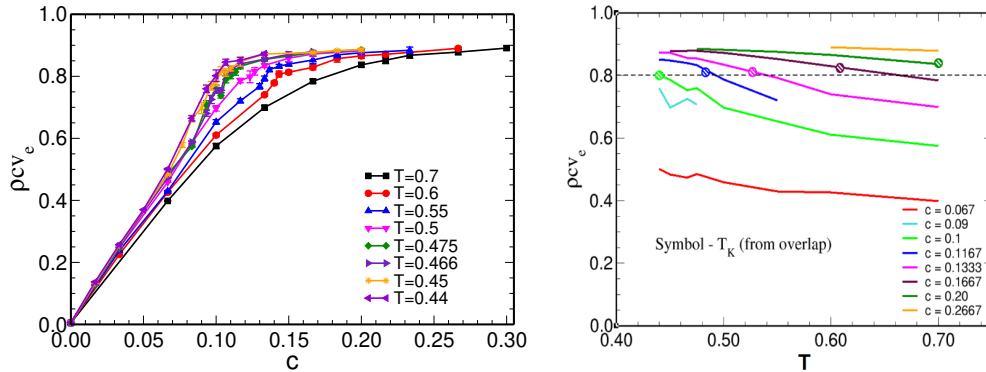 1.0
0.8
0.6
0.4
0.2
0.0
ρcvₑ
0.00 0.05 0.10 0.15 0.20 0.25 0.30
c
T=0.7
T=0.6
T=0.55
T=0.5
T=0.475
T=0.466
T=0.45
T=0.44
1.0
0.8
0.6
0.4
0.2
0.0
ρcvₑ
0.40 0.50 0.60 0.70
T
Symbol - T_K (from overlap)
c = 0.067
c = 0.09
c = 0.1
c = 0.1167
c = 0.1333
c = 0.1667
c = 0.20
c = 0.2667